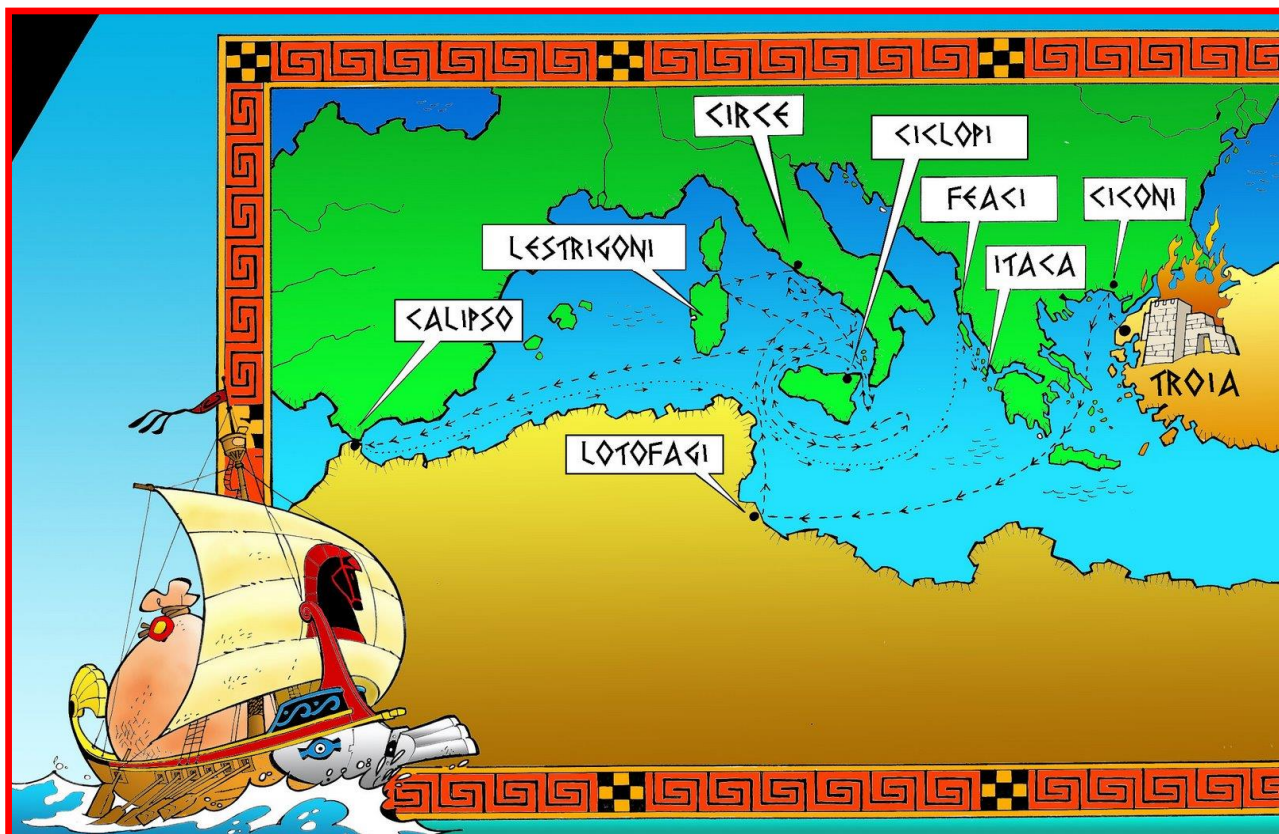 CIRCE
CICLOPI
FEACI
CICONI
LESTRIGONI
ITACA
CALIPSO
TROIA
LOTOFAGI